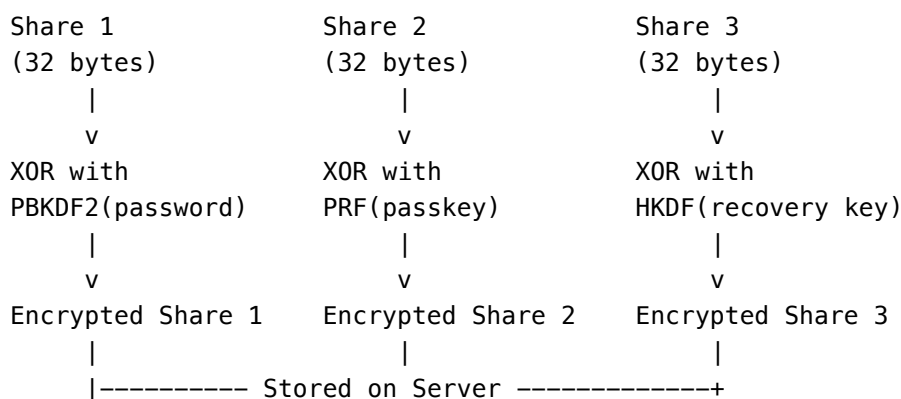 Share 1 Share 2 Share 3
(32 bytes) (32 bytes) (32 bytes)
| | |
v v v
XOR with XOR with XOR with
PBKDF2(password) PRF(passkey) HKDF(recovery key)
| | |
v v v
Encrypted Share 1 Encrypted Share 2 Encrypted Share 3
| | |
|---------- Stored on Server -------------+